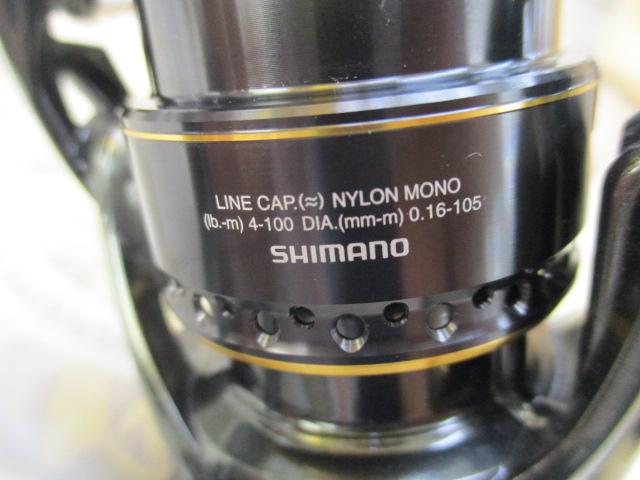 LINE CAP.(≈) NYLON MONO
(lb.-m) 4-100 DIA.(mm-m) 0.16-105
SHIMANO